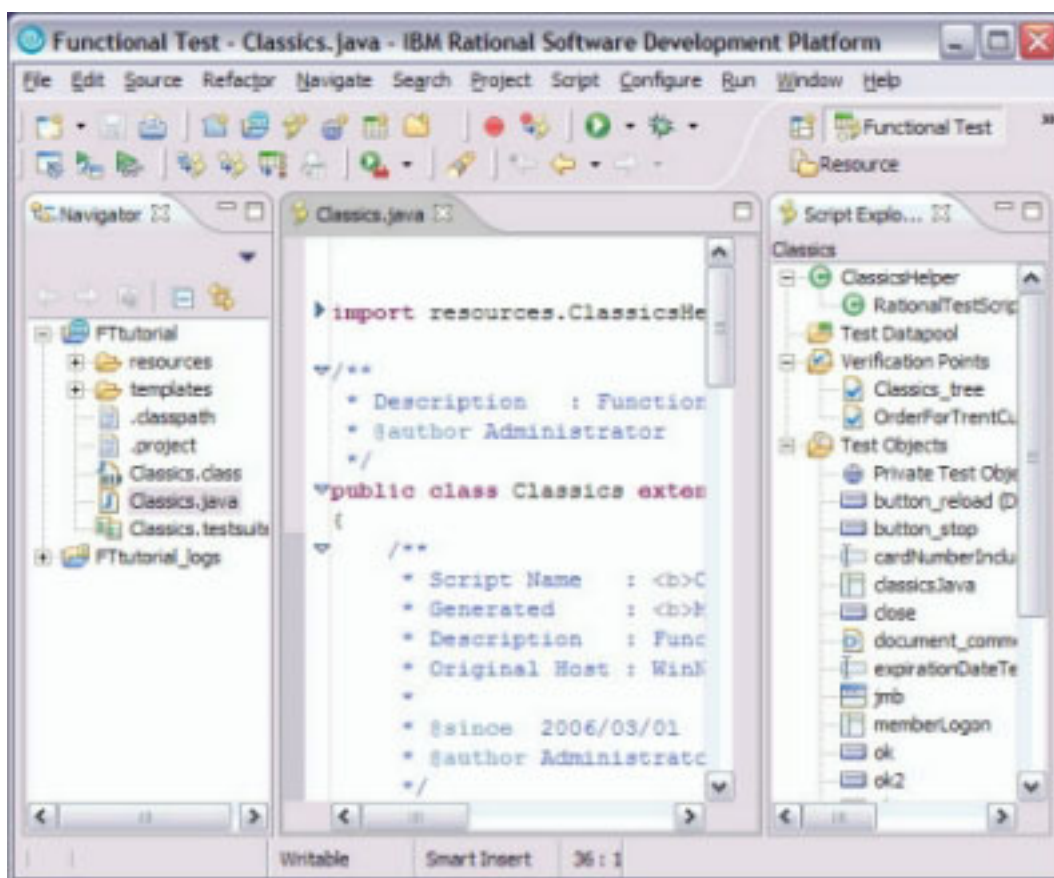 Functional Test - Classics.java - IBM Rational Software Development Platform
File Edit Source Refactor Navigate Search Project Script Configure Run Window Help
Functional Test
Resource
Navigator
FTtutorial
resources
templates
.classpath
.project
Classics.class
Classics.java
Classics.testsuite
FTtutorial_logs
Classics.java
import resources.ClassicsHe
/**
* Description : Function
* @author Administrator
*/
public class Classics exten
{
/**
* Script Name : <b>C
* Generated : <b>M
* Description : Func
* Original Host : WinN
*
* @since 2006/03/01
* @author Administrato
*/
Script Explo...
Classics
ClassicsHelper
RationalTestScrip
Test Datapool
Verification Points
Classics_tree
OrderForTrentCu
Test Objects
Private Test Obje
button_reload (D
button_stop
cardNumberInclu
classicsJava
close
document_comm
expirationDateTe
jmb
memberLogon
ok
ok2
Writable Smart Insert 36 : 1